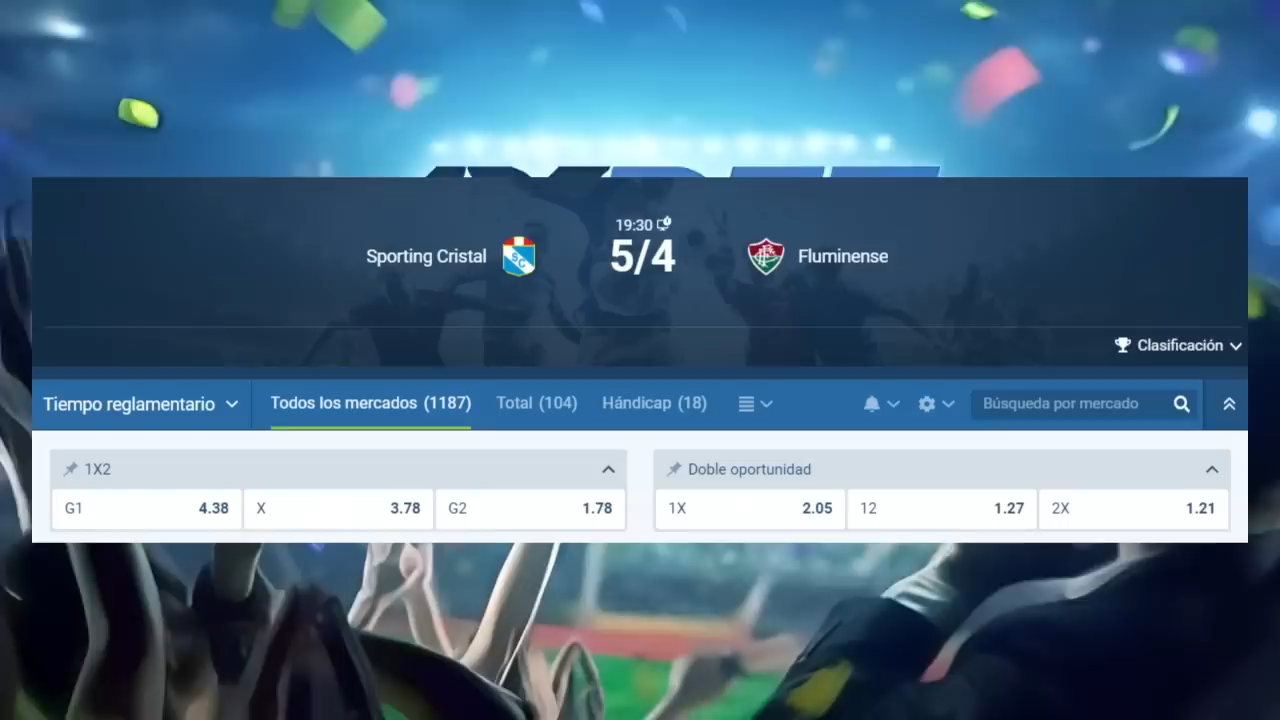 19:30
Sporting Cristal 5/4 Fluminense
Clasificación
Tiempo reglamentario Todos los mercados (1187) Total (104) Hándicap (18) Búsqueda por mercado
1X2 Doble oportunidad
G1 4.38 X 3.78 G2 1.78 1X 2.05 12 1.27 2X 1.21